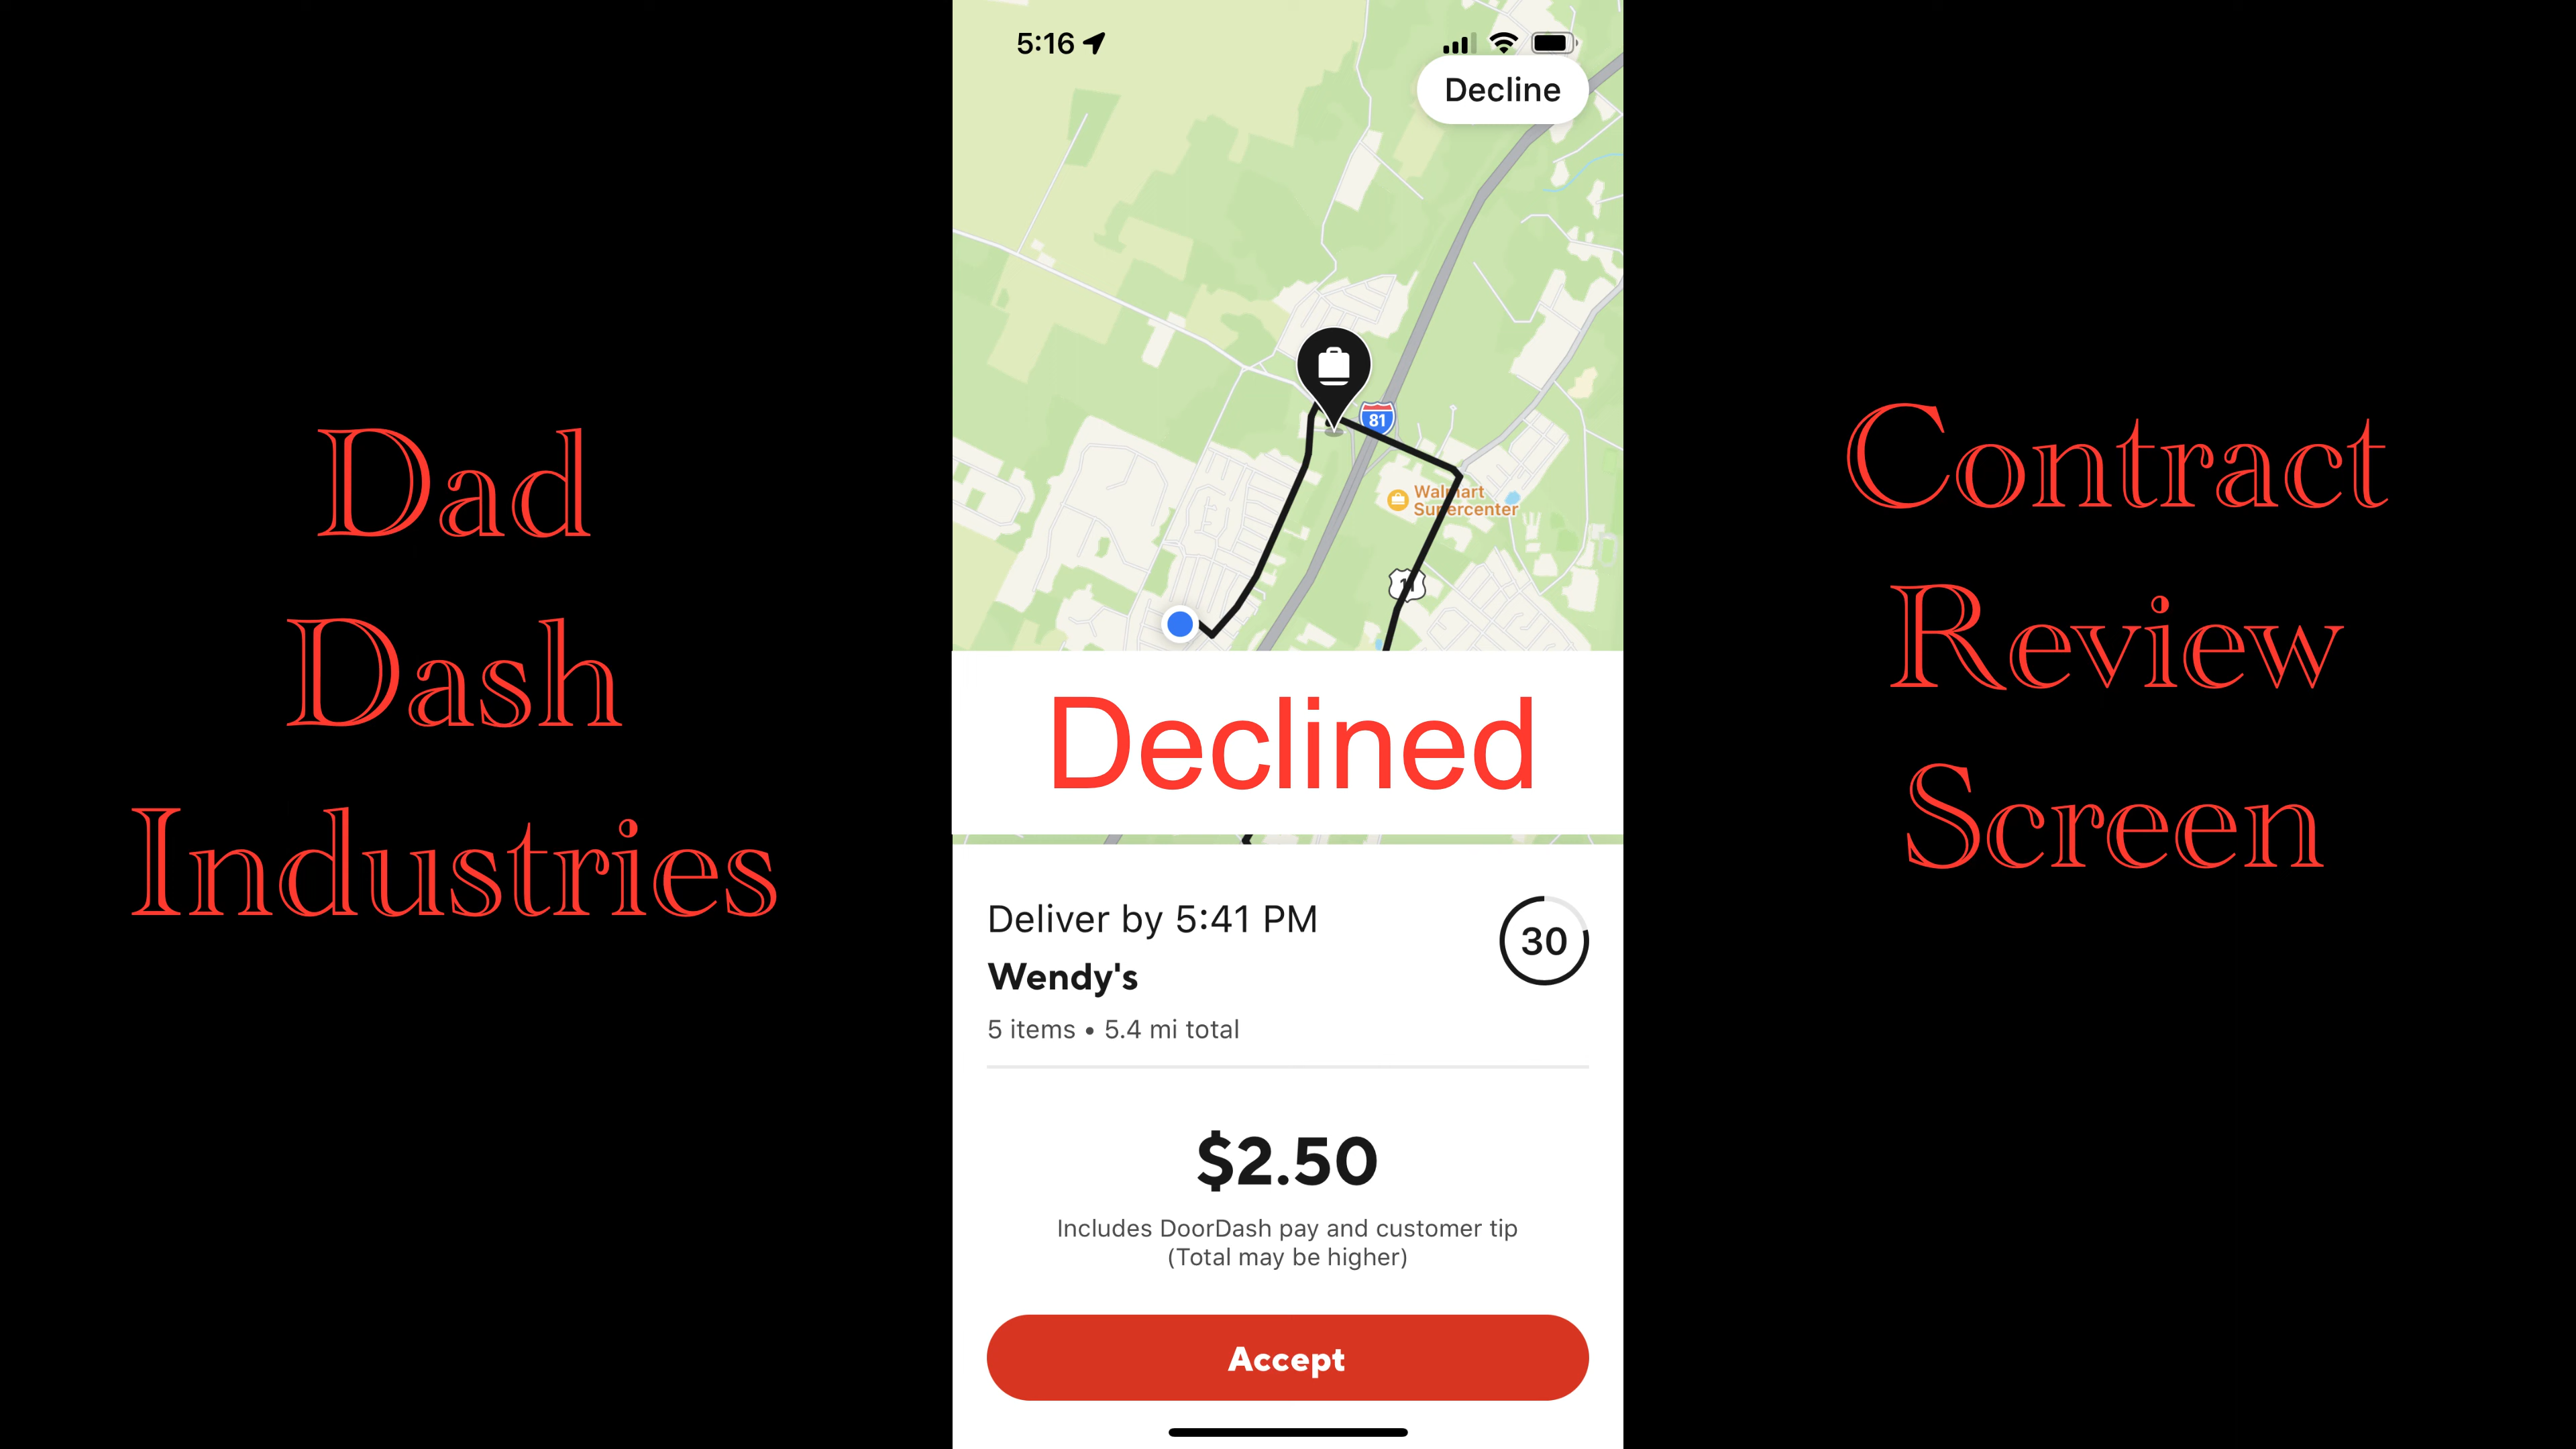 Dad
Dash
Industries
5:16
Decline
81
Walmart
Supercenter
Declined
Deliver by 5:41 PM
30
Wendy's
5 items • 5.4 mi total
$2.50
Includes DoorDash pay and customer tip
(Total may be higher)
Accept
Contract
Review
Screen